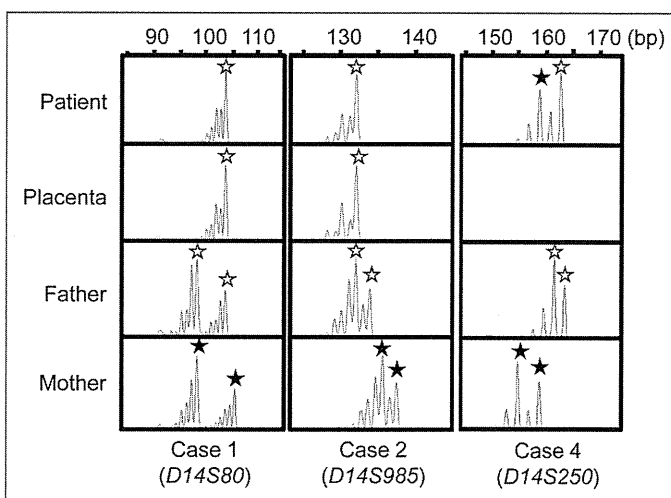 90 100 110 130 140 150 160 170 (bp)
Patient
Placenta
Father
Mother
Case 1 Case 2 Case 4
(D14S80) (D14S985) (D14S250)